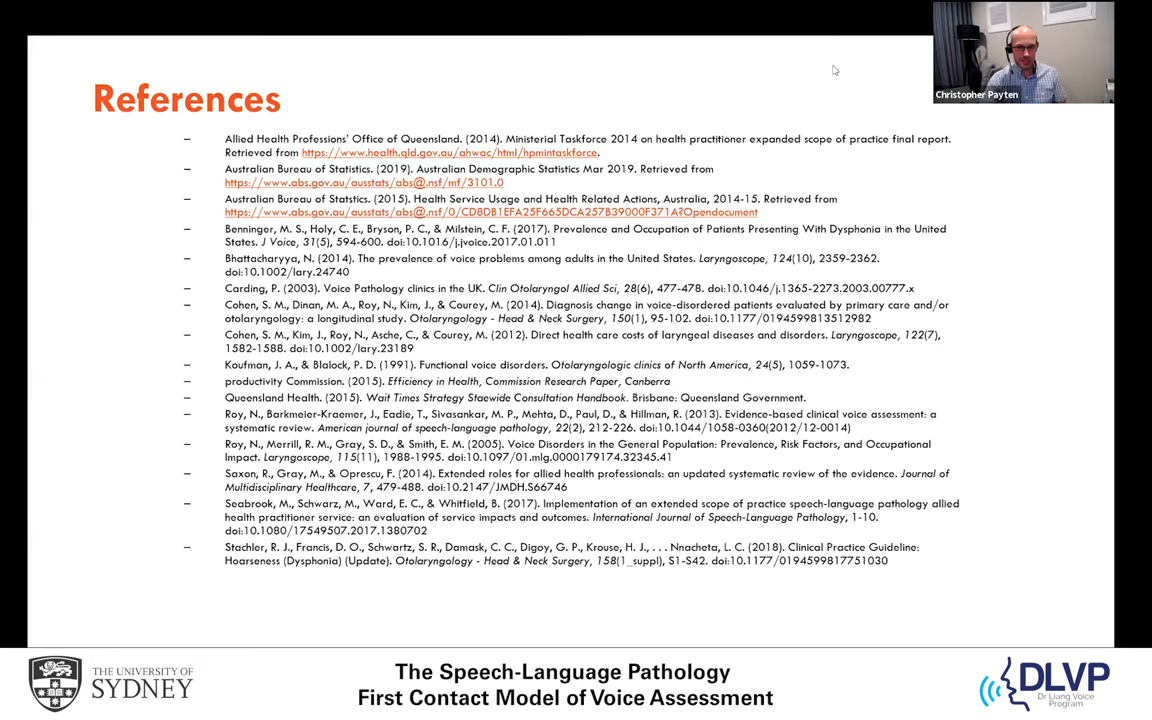 Christopher Payten
References
– Allied Health Professions' Office of Queensland. (2014). Ministerial Taskforce 2014 on health practitioner expanded scope of practice final report.
Retrieved from https://www.health.qld.gov.au/ahwac/html/hpmintaskforce.
– Australian Bureau of Statistics. (2019). Australian Demographic Statistics Mar 2019. Retrieved from
https://www.abs.gov.au/ausstats/abs@.nsf/mf/3101.0
– Australian Bureau of Statstics. (2015). Health Service Usage and Health Related Actions, Australia, 2014-15. Retrieved from
https://www.abs.gov.au/ausstats/abs@.nsf/0/CD8DB1EFA25F665DCA257B39000F371A?Opendocument
– Benninger, M. S., Holy, C. E., Bryson, P. C., & Milstein, C. F. (2017). Prevalence and Occupation of Patients Presenting With Dysphonia in the United
States. J Voice, 31(5), 594-600. doi:10.1016/j.jvoice.2017.01.011
– Bhattacharyya, N. (2014). The prevalence of voice problems among adults in the United States. Laryngoscope, 124(10), 2359-2362.
doi:10.1002/lary.24740
– Carding, P. (2003). Voice Pathology clinics in the UK. Clin Otolaryngol Allied Sci, 28(6), 477-478. doi:10.1046/j.1365-2273.2003.00777.x
– Cohen, S. M., Dinan, M. A., Roy, N., Kim, J., & Courey, M. (2014). Diagnosis change in voice-disordered patients evaluated by primary care and/or
otolaryngology: a longitudinal study. Otolaryngology - Head & Neck Surgery, 150(1), 95-102. doi:10.1177/0194599813512982
– Cohen, S. M., Kim, J., Roy, N., Asche, C., & Courey, M. (2012). Direct health care costs of laryngeal diseases and disorders. Laryngoscope, 122(7),
1582-1588. doi:10.1002/lary.23189
– Koufman, J. A., & Blalock, P. D. (1991). Functional voice disorders. Otolaryngologic clinics of North America, 24(5), 1059-1073.
– productivity Commission. (2015). Efficiency in Health, Commission Research Paper, Canberra
– Queensland Health. (2015). Wait Times Strategy Staewide Consultation Handbook. Brisbane: Queensland Government.
– Roy, N., Barkmeier-Kraemer, J., Eadie, T., Sivasankar, M. P., Mehta, D., Paul, D., & Hillman, R. (2013). Evidence-based clinical voice assessment: a
systematic review. American journal of speech-language pathology, 22(2), 212-226. doi:10.1044/1058-0360(2012/12-0014)
– Roy, N., Merrill, R. M., Gray, S. D., & Smith, E. M. (2005). Voice Disorders in the General Population: Prevalence, Risk Factors, and Occupational
Impact. Laryngoscope, 115(11), 1988-1995. doi:10.1097/01.mlg.0000179174.32345.41
– Saxon, R., Gray, M., & Oprescu, F. (2014). Extended roles for allied health professionals: an updated systematic review of the evidence. Journal of
Multidisciplinary Healthcare, 7, 479-488. doi:10.2147/JMDH.S66746
– Seabrook, M., Schwarz, M., Ward, E. C., & Whitfield, B. (2017). Implementation of an extended scope of practice speech-language pathology allied
health practitioner service: an evaluation of service impacts and outcomes. International Journal of Speech-Language Pathology, 1-10.
doi:10.1080/17549507.2017.1380702
– Stachler, R. J., Francis, D. O., Schwartz, S. R., Damask, C. C., Digoy, G. P., Krouse, H. J., . . . Nnacheta, L. C. (2018). Clinical Practice Guideline:
Hoarseness (Dysphonia) (Update). Otolaryngology - Head & Neck Surgery, 158(1_suppl), S1-S42. doi:10.1177/0194599817751030
THE UNIVERSITY OF
SYDNEY
The Speech-Language Pathology
First Contact Model of Voice Assessment
DLVP
Dr Liang Voice
Program